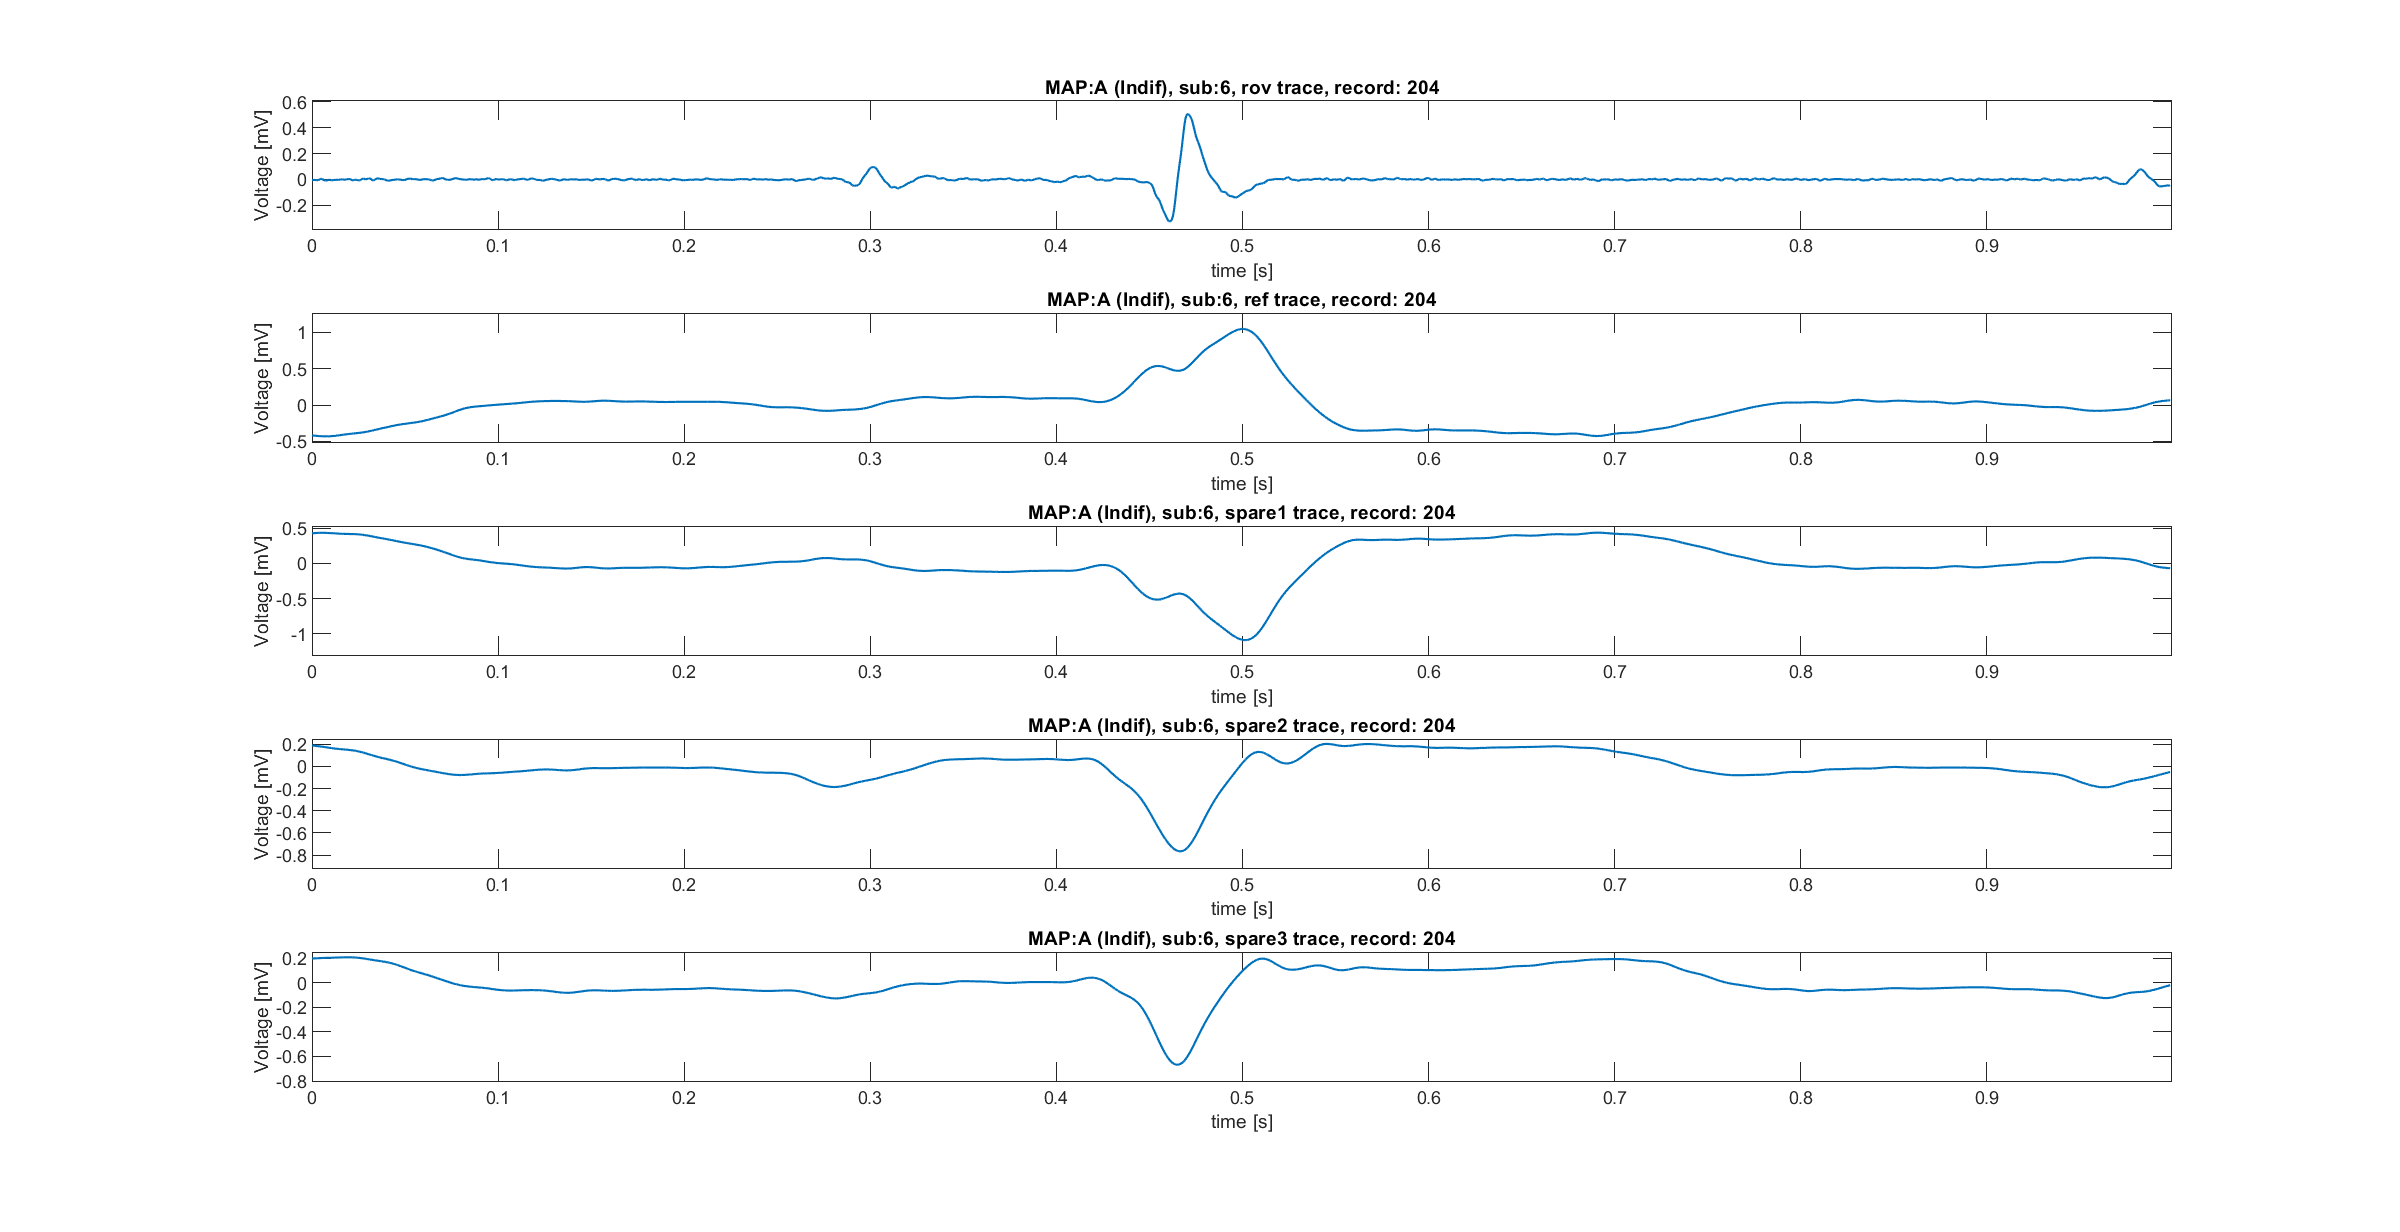 MAP:A (Indif), sub:6, rov trace, record: 204
Voltage [mV]
0.6
0.4
0.2
0
-0.2
0 0.1 0.2 0.3 0.4 0.5 0.6 0.7 0.8 0.9
time [s]
MAP:A (Indif), sub:6, ref trace, record: 204
Voltage [mV]
1
0.5
0
-0.5
0 0.1 0.2 0.3 0.4 0.5 0.6 0.7 0.8 0.9
time [s]
MAP:A (Indif), sub:6, spare1 trace, record: 204
Voltage [mV]
0.5
0
-0.5
-1
0 0.1 0.2 0.3 0.4 0.5 0.6 0.7 0.8 0.9
time [s]
MAP:A (Indif), sub:6, spare2 trace, record: 204
Voltage [mV]
0.2
0
-0.2
-0.4
-0.6
-0.8
0 0.1 0.2 0.3 0.4 0.5 0.6 0.7 0.8 0.9
time [s]
MAP:A (Indif), sub:6, spare3 trace, record: 204
Voltage [mV]
0.2
0
-0.2
-0.4
-0.6
-0.8
0 0.1 0.2 0.3 0.4 0.5 0.6 0.7 0.8 0.9
time [s]